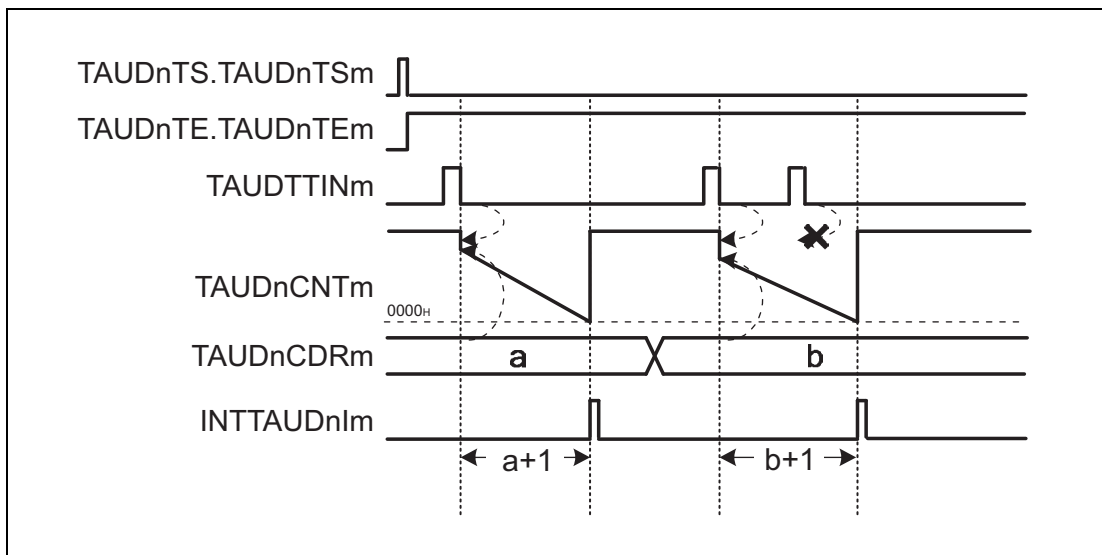 TAUDnTS.TAUDnTSm
TAUDnTE.TAUDnTEm
TAUDTTINm
TAUDnCNTm
0000H
TAUDnCDRm
a
b
INTTAUDnIm
a+1
b+1